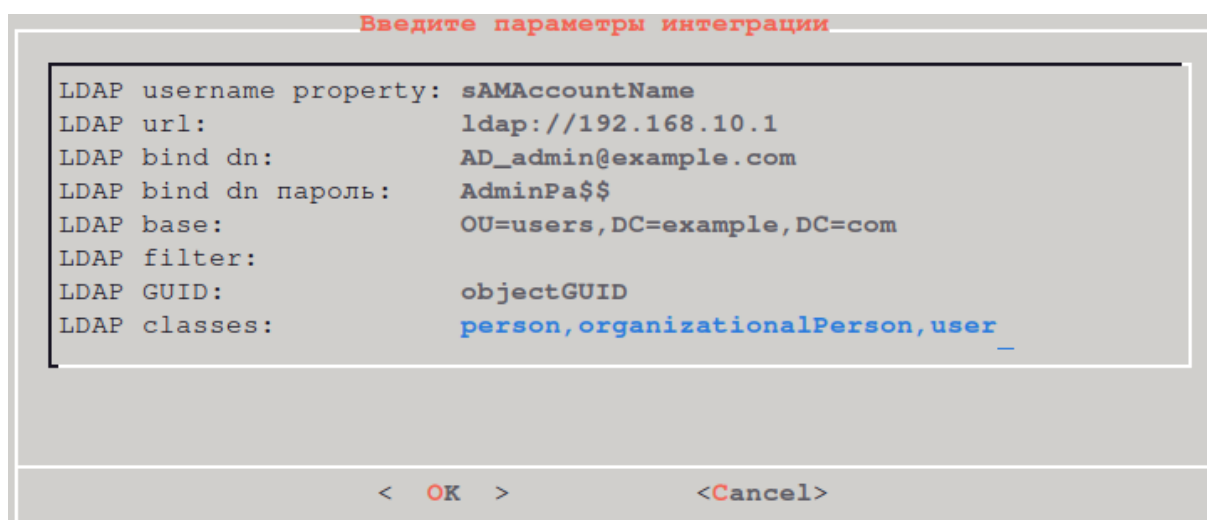 Введите параметры интеграции
LDAP username property: sAMAccountName
LDAP url: ldap://192.168.10.1
LDAP bind dn: AD_admin@example.com
LDAP bind dn пароль: AdminPa$$
LDAP base: OU=users,DC=example,DC=com
LDAP filter:
LDAP GUID: objectGUID
LDAP classes: person,organizationalPerson,user_
< OK > <Cancel>